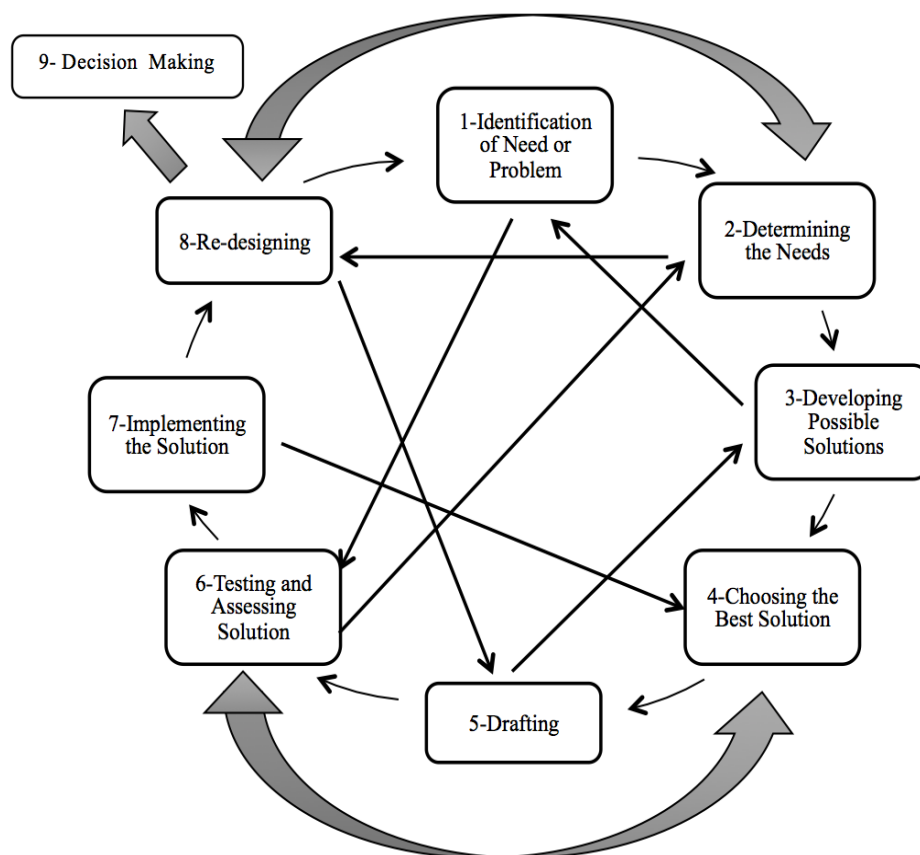 9- Decision Making
1-Identification
of Need or
Problem
2-Determining
the Needs
3-Developing
Possible
Solutions
4-Choosing the
Best Solution
5-Drafting
6-Testing and
Assessing
Solution
7-Implementing
the Solution
8-Re-designing